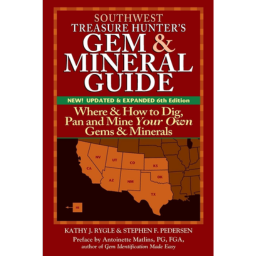 SOUTHWEST
TREASURE HUNTER'S
GEM &
MINERAL
GUIDE
NEW! UPDATED & EXPANDED 6th Edition
Where & How to Dig,
Pan and Mine Your Own
Gems & Minerals
KATHY J. RYGLE & STEPHEN F. PEDERSEN
Preface by Antoinette Matlins, PG, FGA,
author of Gem Identification Made Easy